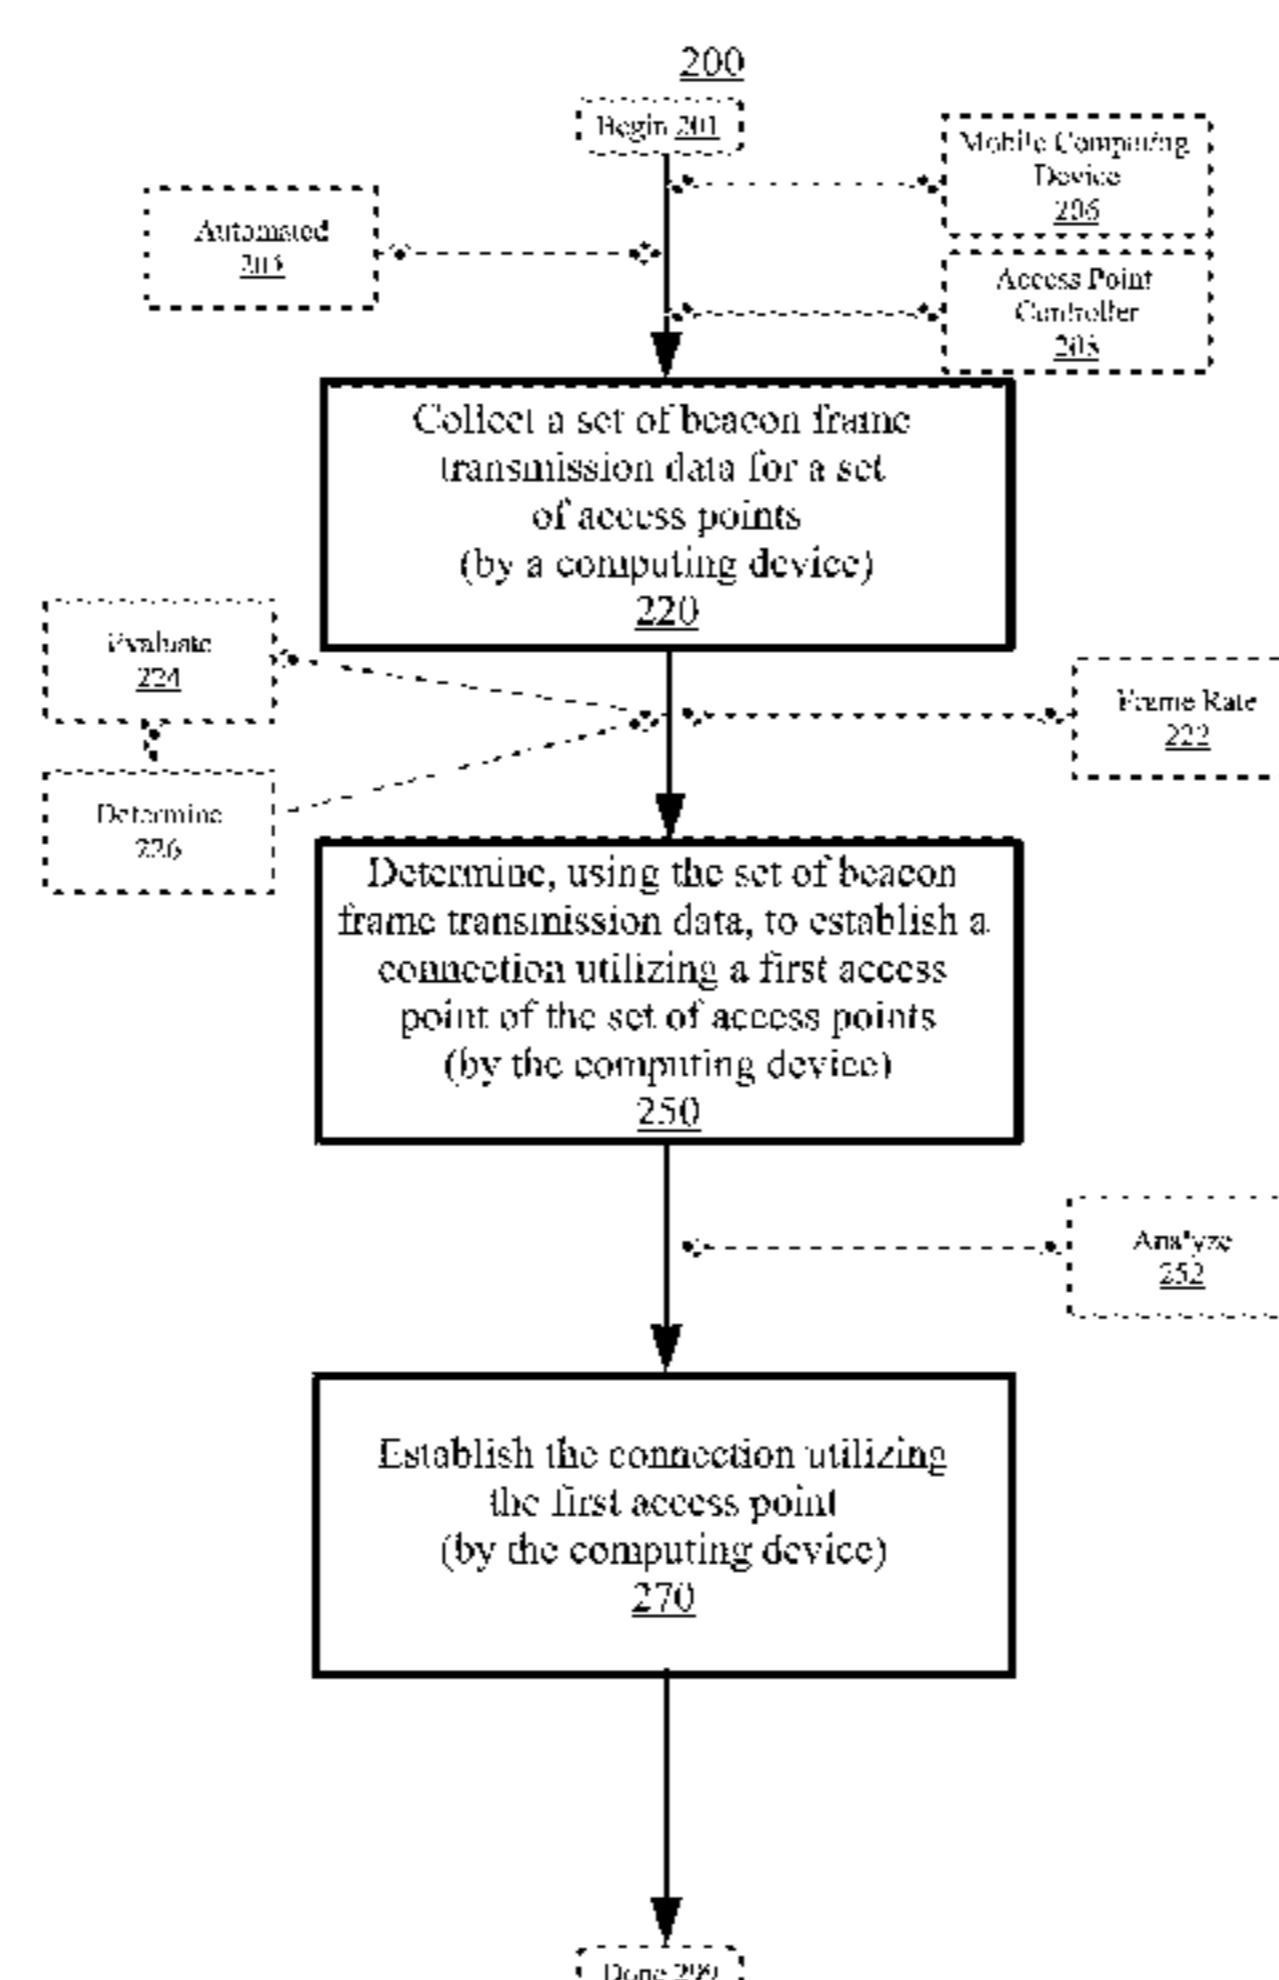 200
Begin 201
Mobile Computing
Device
206
Automated
Access Point
Controller
Collect a set of beacon frame
transmission data for a set
of access points
(by a computing device)
220
Evaluate
224
Frame Rate
222
Determine
226
Determine, using the set of beacon
frame transmission data, to establish a
connection utilizing a first access
point of the set of access points
(by the computing device)
250
Analyze
252
Establish the connection utilizing
the first access point
(by the computing device)
270
Done 299